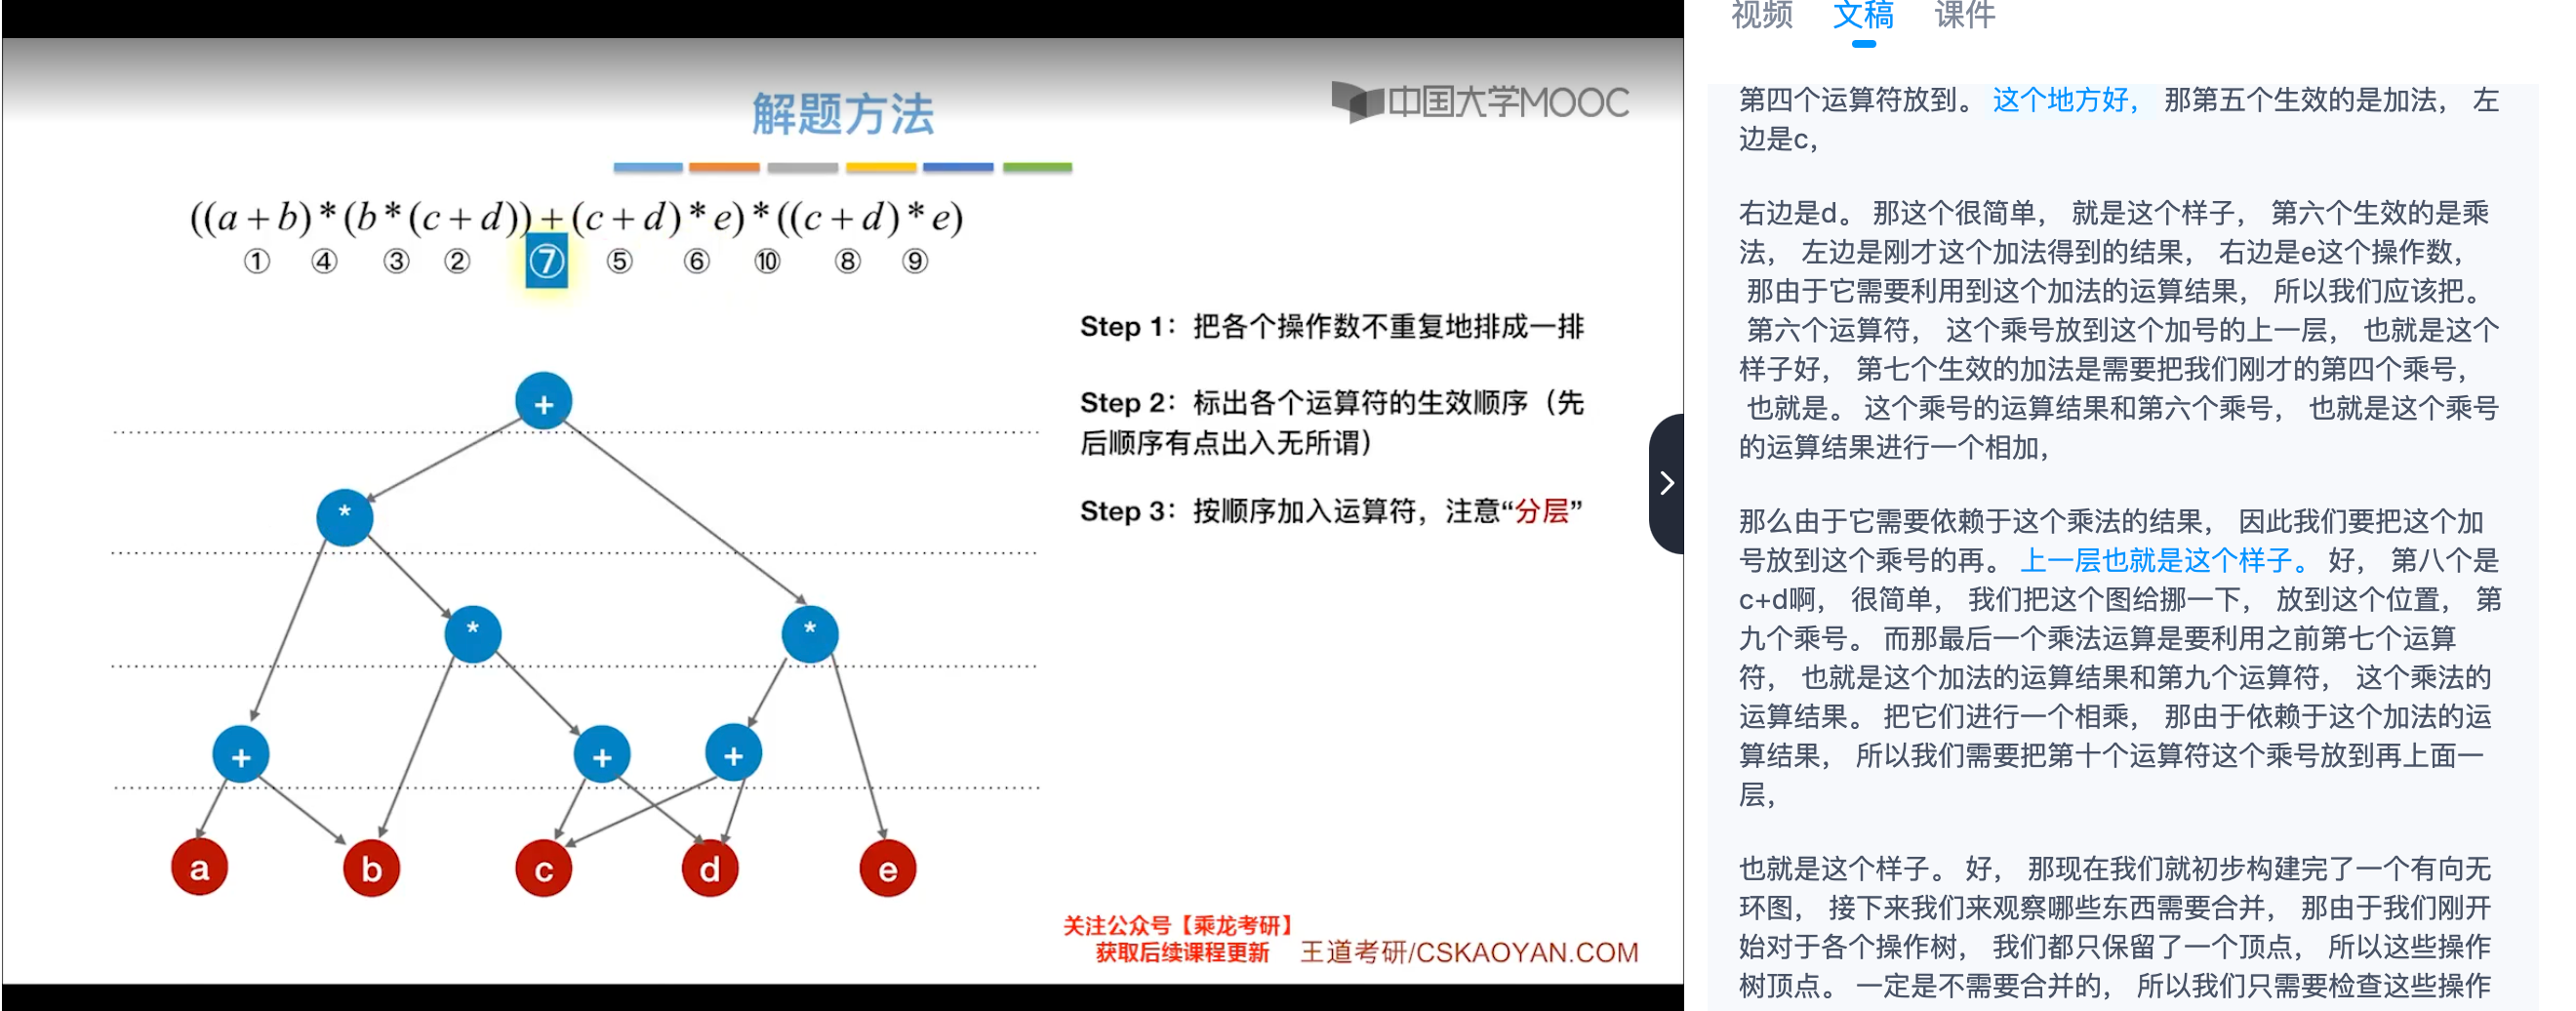 解题方法
中国大学MOOC
((a+b)*(b*(c+d))+(c+d)*e)*((c+d)*e)
① ④ ③ ② ⑦ ⑤ ⑥ ⑩ ⑧ ⑨
Step 1：把各个操作数不重复地排成一排
Step 2：标出各个运算符的生效顺序（先
后顺序有点出入无所谓）
Step 3：按顺序加入运算符，注意“分层”
+
*
* *
+ + +
a b c d e
关注公众号【乘龙考研】
获取后续课程更新
王道考研/CSKAOYAN.COM
视频 文稿 课件
第四个运算符放到。 这个地方好， 那第五个生效的是加法， 左
边是c，
右边是d。 那这个很简单， 就是这个样子， 第六个生效的是乘
法， 左边是刚才这个加法得到的结果， 右边是e这个操作数，
那由于它需要利用到这个加法的运算结果， 所以我们应该把。
第六个运算符， 这个乘号放到这个加号的上一层， 也就是这个
样子好， 第七个生效的加法是需要把我们刚才的第四个乘号，
也就是。 这个乘号的运算结果和第六个乘号， 也就是这个乘号
的运算结果进行一个相加，
那么由于它需要依赖于这个乘法的结果， 因此我们要把这个加
号放到这个乘号的再。 上一层也就是这个样子。 好， 第八个是
c+d啊， 很简单， 我们把这个图给挪一下， 放到这个位置， 第
九个乘号。 而那最后一个乘法运算是要利用之前第七个运算
符， 也就是这个加法的运算结果和第九个运算符， 这个乘法的
运算结果。 把它们进行一个相乘， 那由于依赖于这个加法的运
算结果， 所以我们需要把第十个运算符这个乘号放到再上面一
层，
也就是这个样子。 好， 那现在我们就初步构建完了一个有向无
环图， 接下来我们来观察哪些东西需要合并， 那由于我们刚开
始对于各个操作树， 我们都只保留了一个顶点， 所以这些操作
树顶点。 一定是不需要合并的， 所以我们只需要检查这些操作